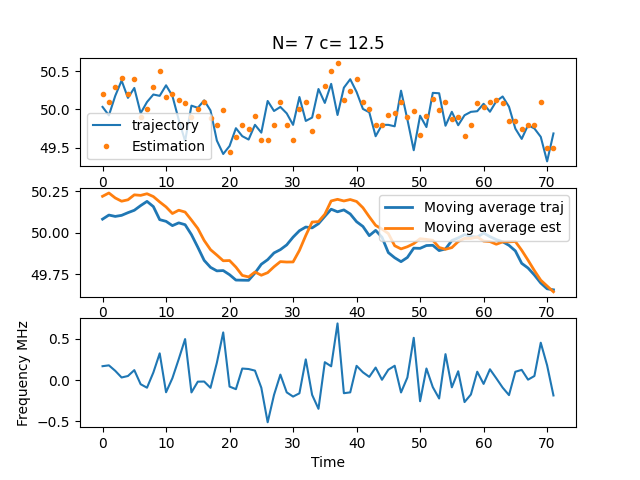 N= 7 c= 12.5
50.5
50.0
49.5
trajectory
Estimation
0 10 20 30 40 50 60 70
50.25
50.00
49.75
Moving average traj
Moving average est
0 10 20 30 40 50 60 70
Frequency MHz
0.5
0.0
−0.5
0 10 20 30 40 50 60 70
Time